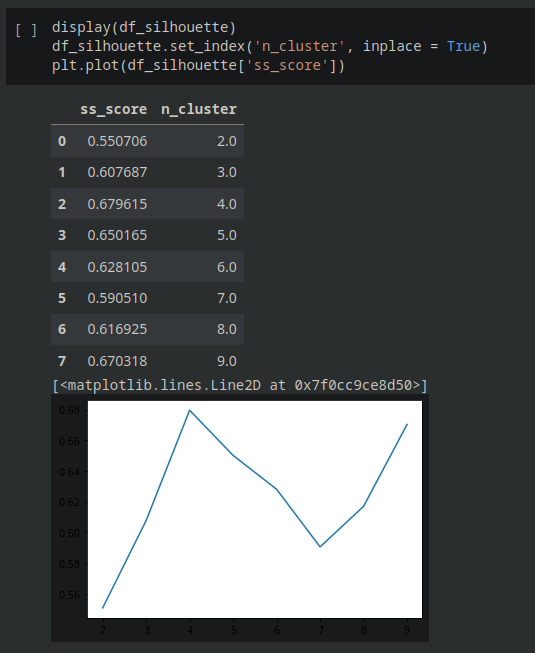 [ ] display(df_silhouette)
df_silhouette.set_index('n_cluster', inplace = True)
plt.plot(df_silhouette['ss_score'])
ss_score n_cluster
0 0.550706 2.0
1 0.607687 3.0
2 0.679615 4.0
3 0.650165 5.0
4 0.628105 6.0
5 0.590510 7.0
6 0.616925 8.0
7 0.670318 9.0
[<matplotlib.lines.Line2D at 0x7f0cc9ce8d50>]
0.68
0.66
0.64
0.62
0.60
0.58
0.56
2 3 4 5 6 7 8 9